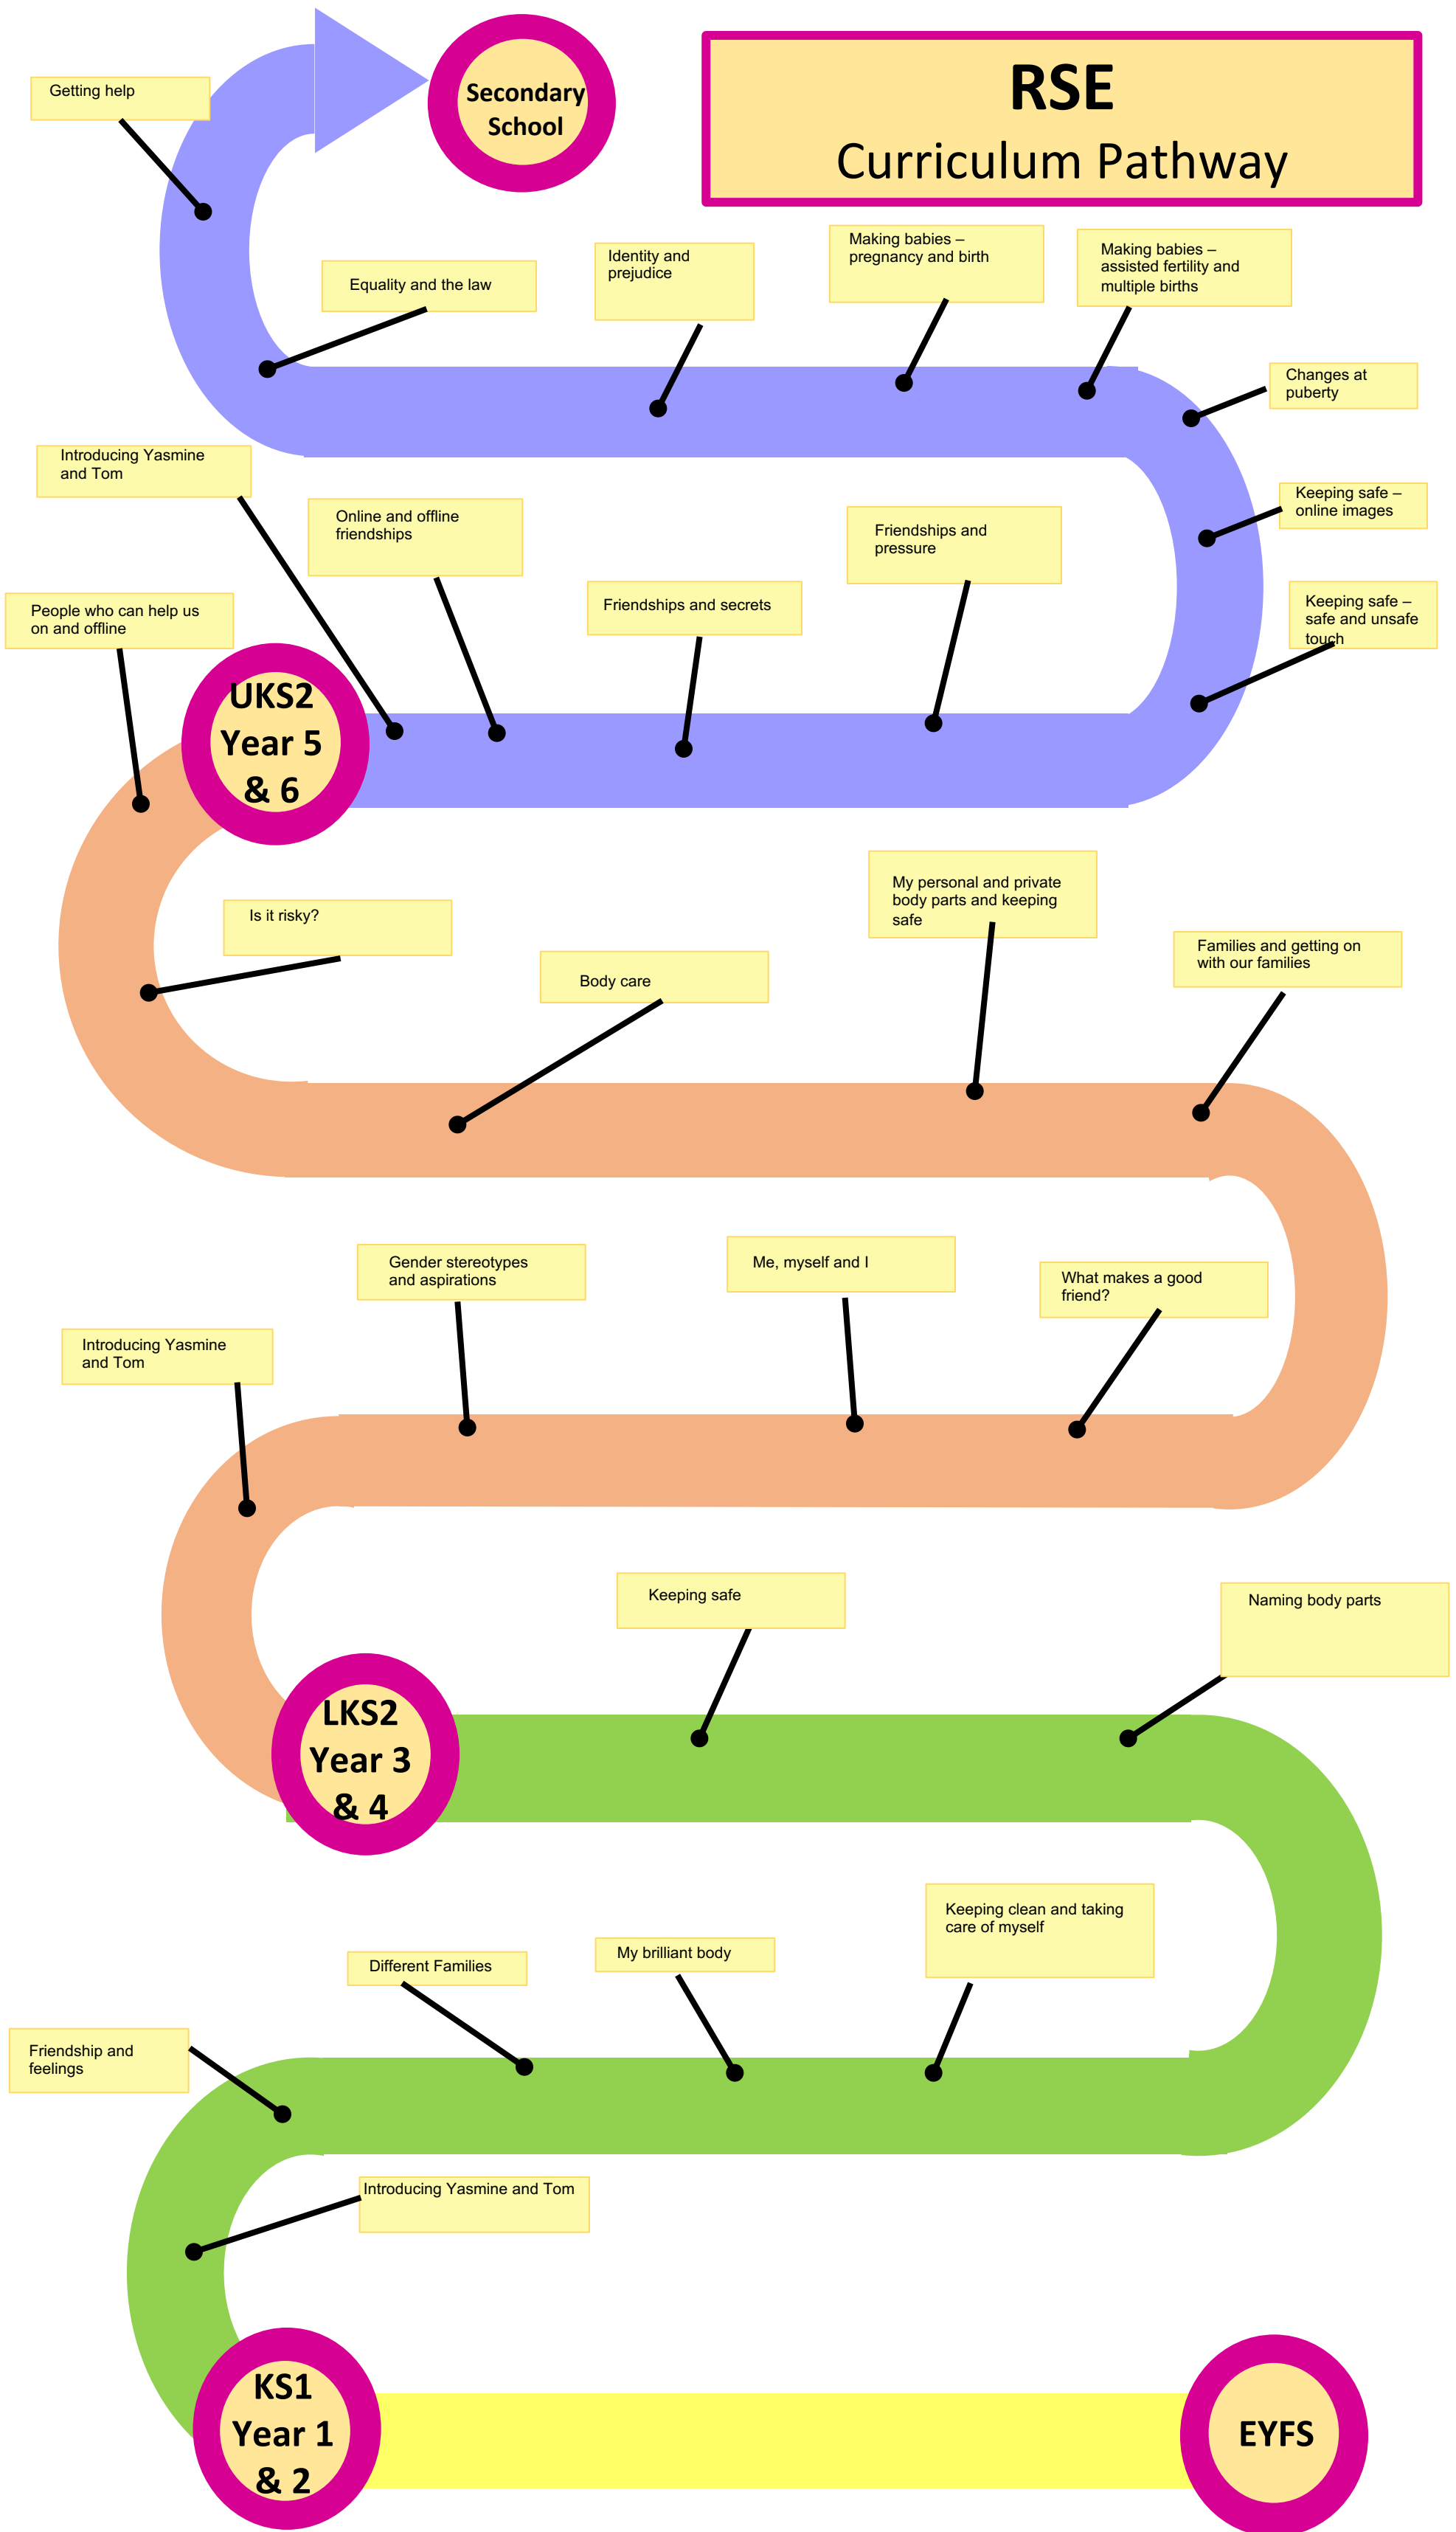 Secondary
School
RSE
Curriculum Pathway
Getting help
Equality and the law
Identity and
prejudice
Making babies –
pregnancy and birth
Making babies –
assisted fertility and
multiple births
Changes at
puberty
Introducing Yasmine
and Tom
Online and offline
friendships
Friendships and secrets
Friendships and
pressure
Keeping safe –
online images
Keeping safe –
safe and unsafe
touch
People who can help us
on and offline
UKS2
Year 5
& 6
Is it risky?
Body care
My personal and private
body parts and keeping
safe
Families and getting on
with our families
Introducing Yasmine
and Tom
Gender stereotypes
and aspirations
Me, myself and I
What makes a good
friend?
Keeping safe
Naming body parts
LKS2
Year 3
& 4
Different Families
My brilliant body
Keeping clean and taking
care of myself
Friendship and
feelings
Introducing Yasmine and Tom
KS1
Year 1
& 2
EYFS